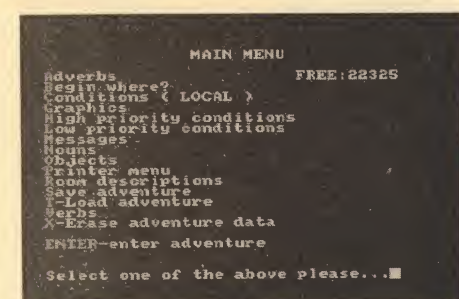 MAIN MENU
Adverbs FREE:22325
Begin where?
Conditions ( LOCAL )
Graphics
High priority conditions
Low priority conditions
Messages
Nouns
Objects
Printer menu
Room descriptions
Save adventure
T-Load adventure
Verbs
X-Erase adventure data
ENTER-enter adventure
Select one of the above please...